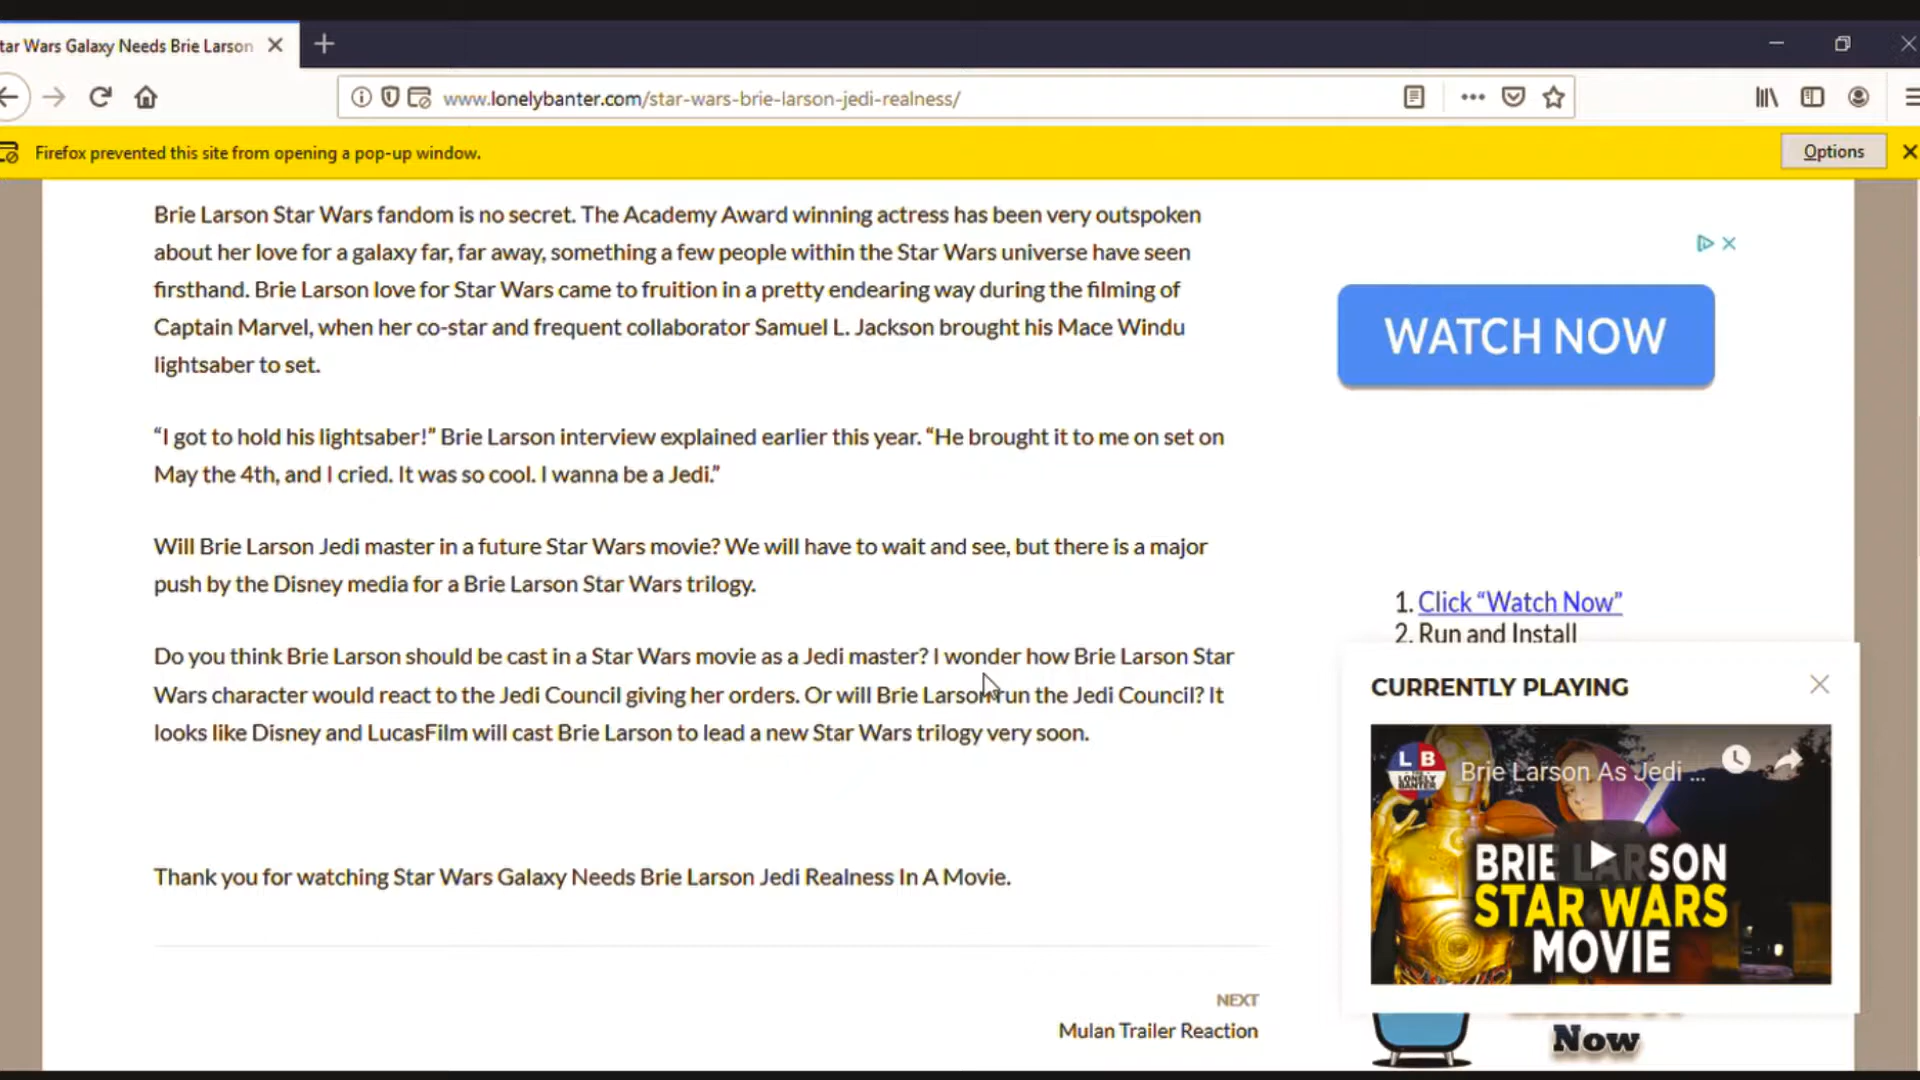 tar Wars Galaxy Needs Brie Larson
www.lonelybanter.com/star-wars-brie-larson-jedi-realness/
Firefox prevented this site from opening a pop-up window.
Options
Brie Larson Star Wars fandom is no secret. The Academy Award winning actress has been very outspoken
about her love for a galaxy far, far away, something a few people within the Star Wars universe have seen
firsthand. Brie Larson love for Star Wars came to fruition in a pretty endearing way during the filming of
Captain Marvel, when her co-star and frequent collaborator Samuel L. Jackson brought his Mace Windu
lightsaber to set.
“I got to hold his lightsaber!” Brie Larson interview explained earlier this year. “He brought it to me on set on
May the 4th, and I cried. It was so cool. I wanna be a Jedi.”
Will Brie Larson Jedi master in a future Star Wars movie? We will have to wait and see, but there is a major
push by the Disney media for a Brie Larson Star Wars trilogy.
Do you think Brie Larson should be cast in a Star Wars movie as a Jedi master? I wonder how Brie Larson Star
Wars character would react to the Jedi Council giving her orders. Or will Brie Larson run the Jedi Council? It
looks like Disney and LucasFilm will cast Brie Larson to lead a new Star Wars trilogy very soon.
Thank you for watching Star Wars Galaxy Needs Brie Larson Jedi Realness In A Movie.
NEXT
Mulan Trailer Reaction
WATCH NOW
1. Click “Watch Now”
2. Run and Install
CURRENTLY PLAYING
L B
THE LONELY
BANTER
Brie Larson As Jedi ...
BRIE LARSON
STAR WARS
MOVIE
Now